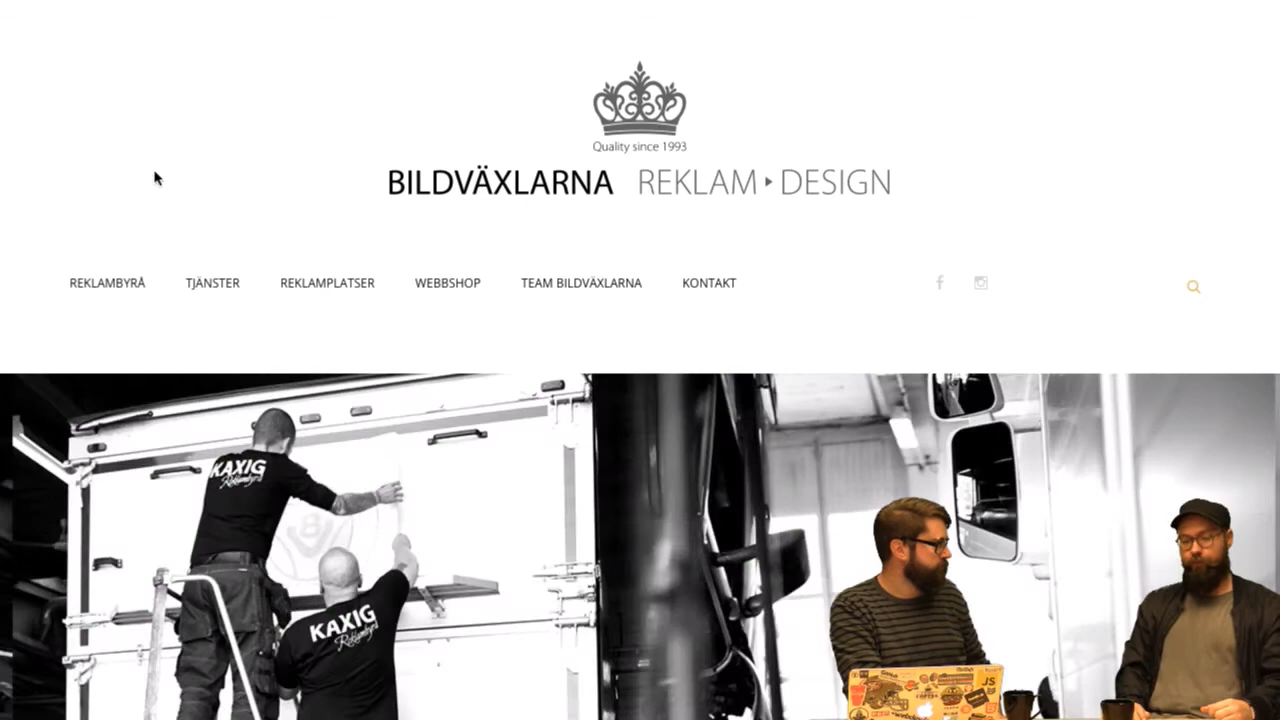 Quality since 1993
BILDVÄXLARNA REKLAM DESIGN
REKLAMBYRÅ TJÄNSTER REKLAMPLATSER WEBBSHOP TEAM BILDVÄXLARNA KONTAKT
KAXIG
Reklambyrå
KAXIG
Reklambyrå
JS